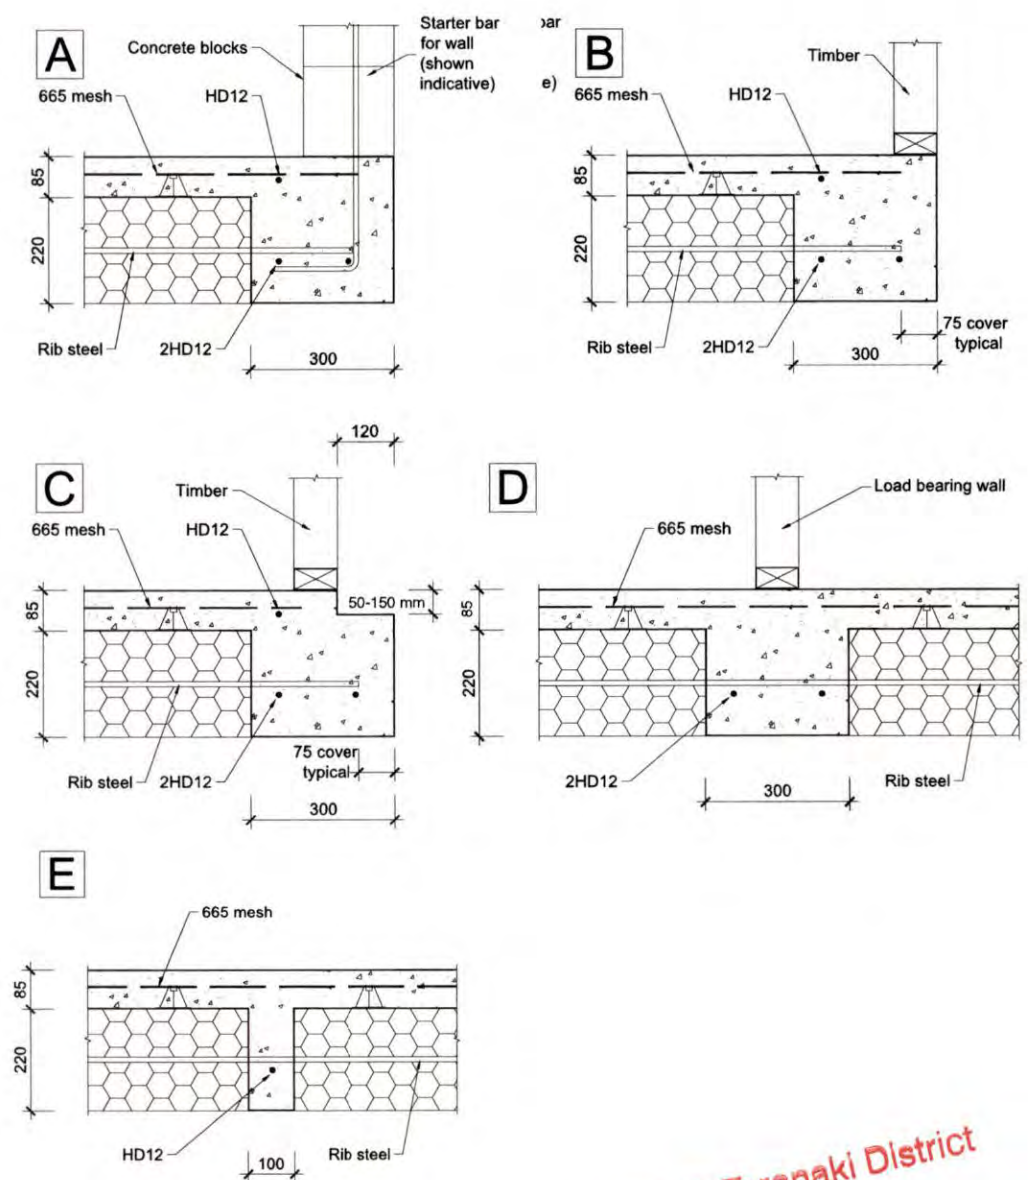 A
Concrete blocks
Starter bar
for wall
(shown
indicative)
665 mesh
HD12
85
220
Rib steel
2HD12
300
bar
e)
B
Timber
665 mesh
HD12
85
220
Rib steel
2HD12
75 cover
typical
300
120
C
Timber
665 mesh
HD12
50-150 mm
85
220
Rib steel
2HD12
75 cover
typical
300
D
Load bearing wall
665 mesh
85
220
2HD12
Rib steel
300
E
665 mesh
85
220
HD12
Rib steel
100
District